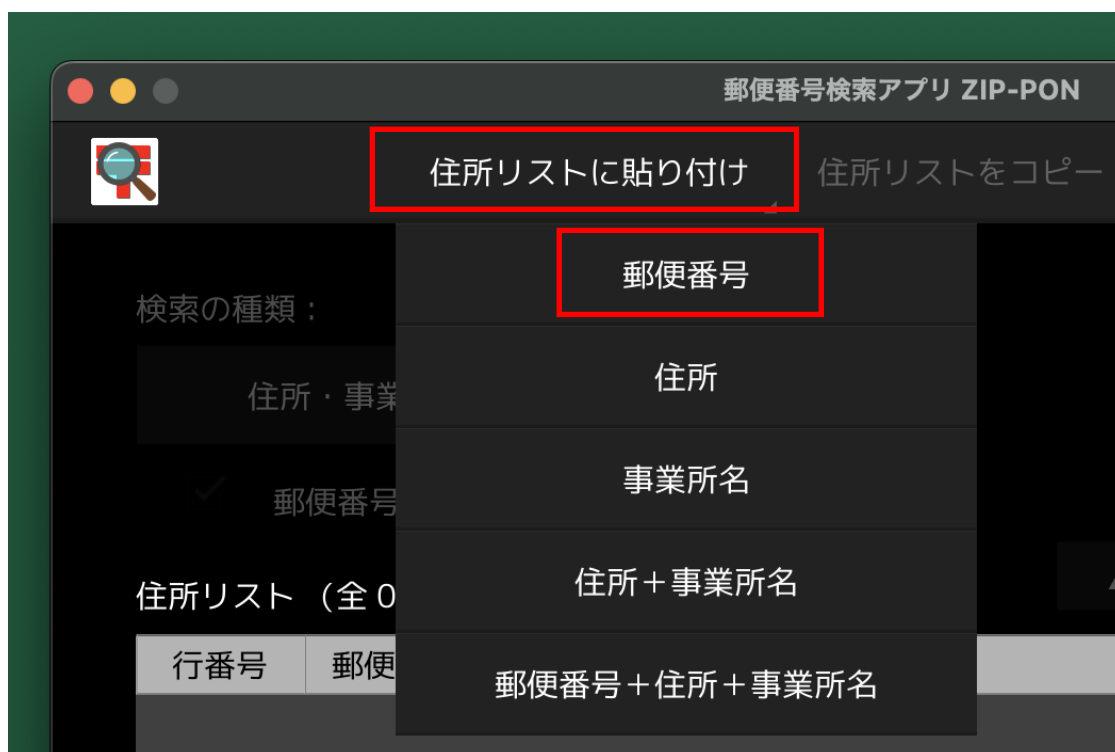 郵便番号検索アプリ ZIP-PON
住所リストに貼り付け 住所リストをコピー
郵便番号
検索の種類：
住所
住所・事業
事業所名
郵便番号
住所＋事業所名
住所リスト （全 0
行番号 郵便
郵便番号＋住所＋事業所名